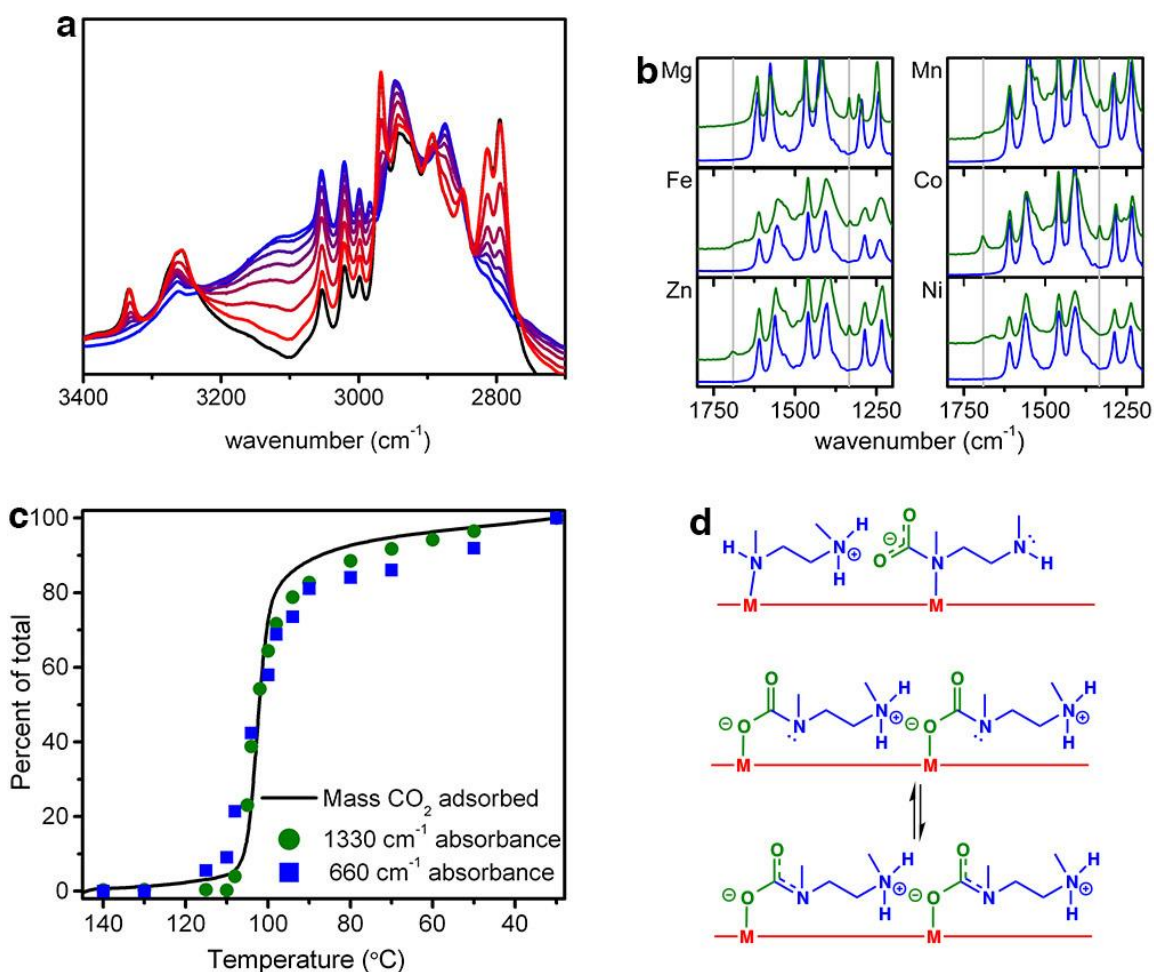 a
3400 3200 3000 2800
wavenumber (cm⁻¹)
b
Mg
Mn
Fe
Co
Zn
Ni
1750 1500 1250
1750 1500 1250
wavenumber (cm⁻¹)
c
100
80
60
40
20
0
Percent of total
Mass CO₂ adsorbed
1330 cm⁻¹ absorbance
660 cm⁻¹ absorbance
140 120 100 80 60 40
Temperature (°C)
d
H N H N ⊕ H O ⊖ O N N H
M M
O ⊖ O N N H ⊕ H O ⊖ O N N H ⊕ H
M M
O ⊖ O N N H ⊕ H O ⊖ O N N H ⊕ H
M M